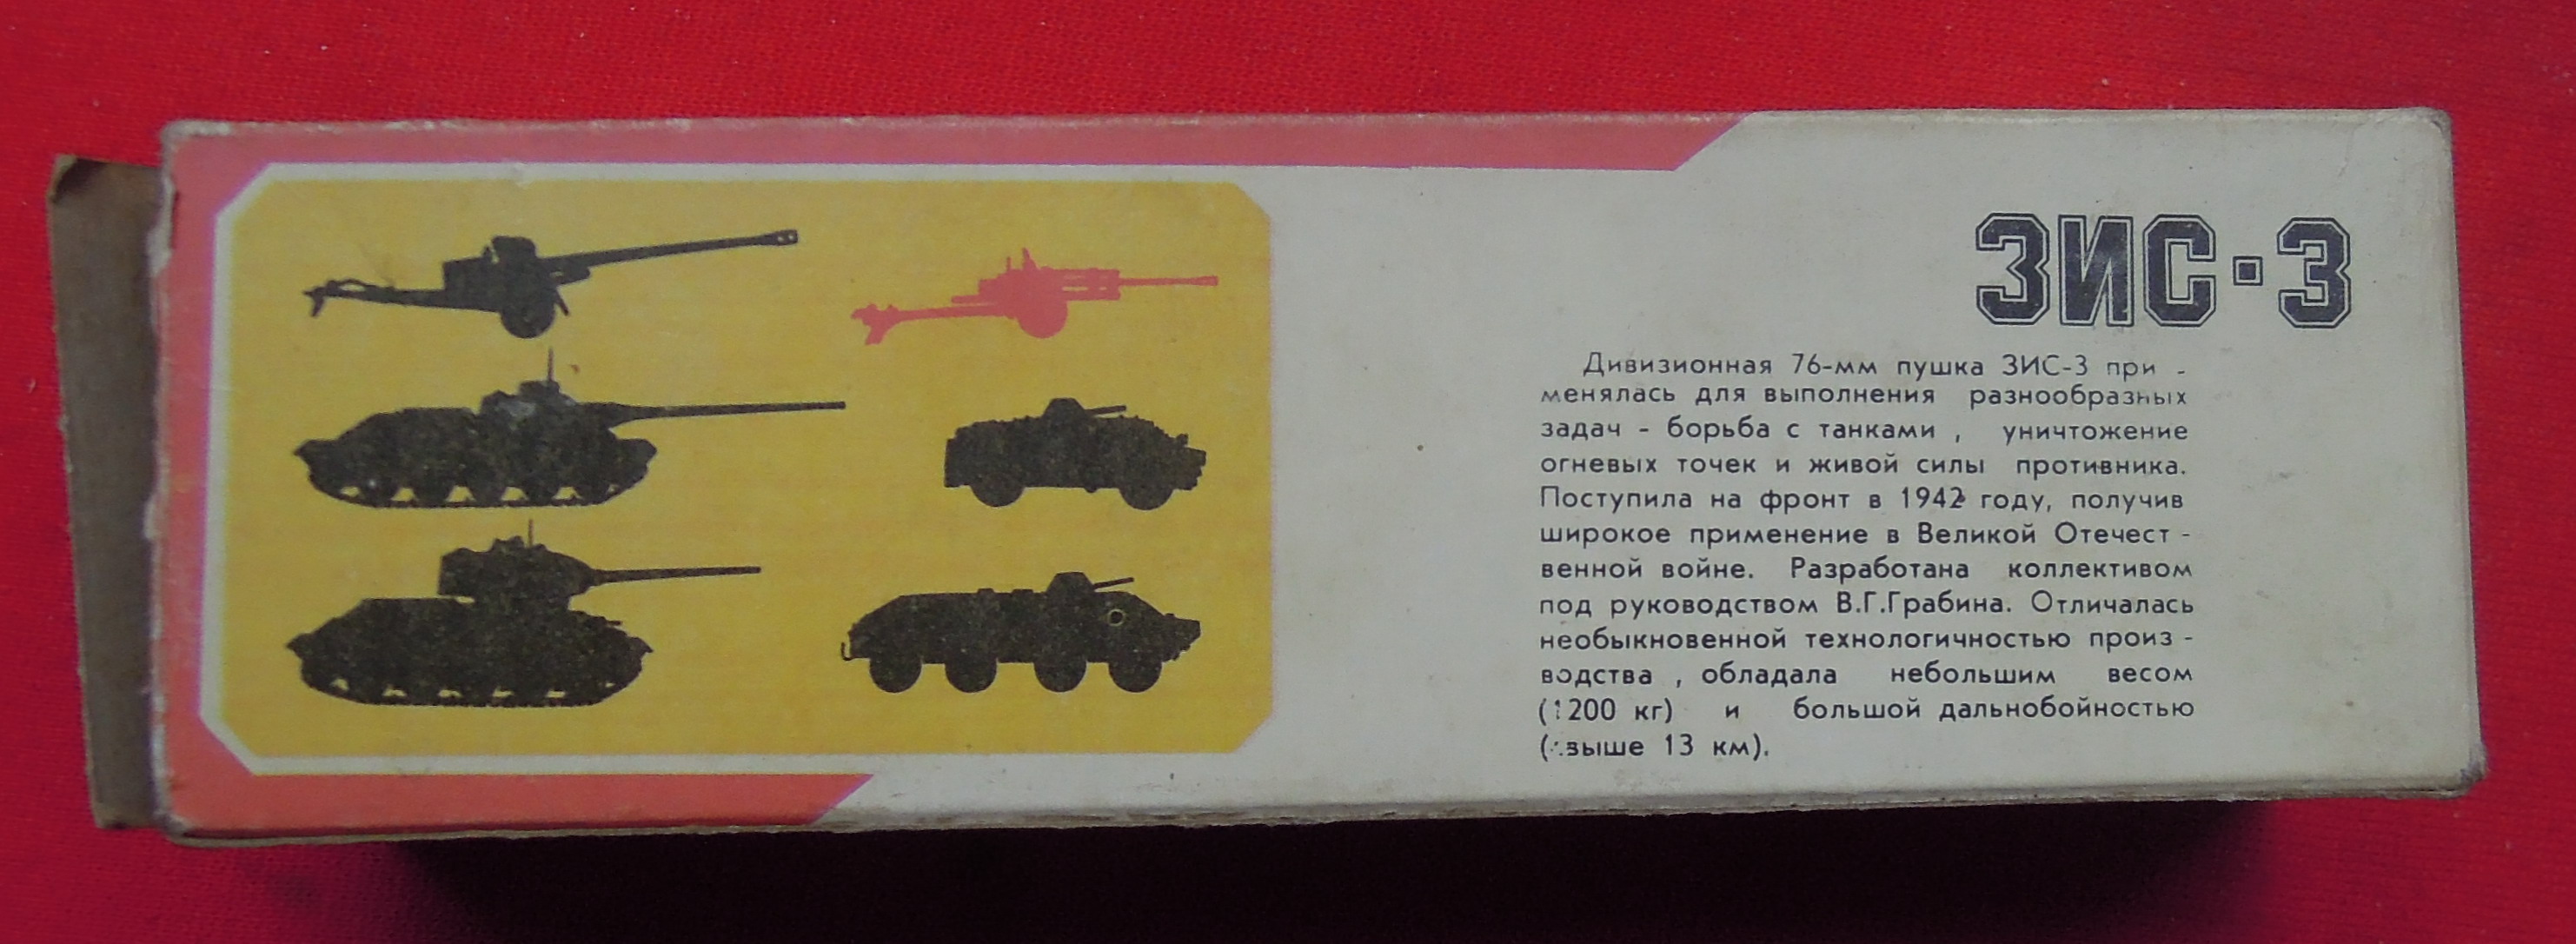 ЗИС-3
Дивизионная 76-мм пушка ЗИС-3 при -
менялась для выполнения разнообразных
задач - борьба с танками , уничтожение
огневых точек и живой силы противника.
Поступила на фронт в 1942 году, получив
широкое применение в Великой Отечест -
венной войне. Разработана коллективом
под руководством В.Г.Грабина. Отличалась
необыкновенной технологичностью произ -
водства , обладала небольшим весом
(1200 кг) и большой дальнобойностью
(свыше 13 км).